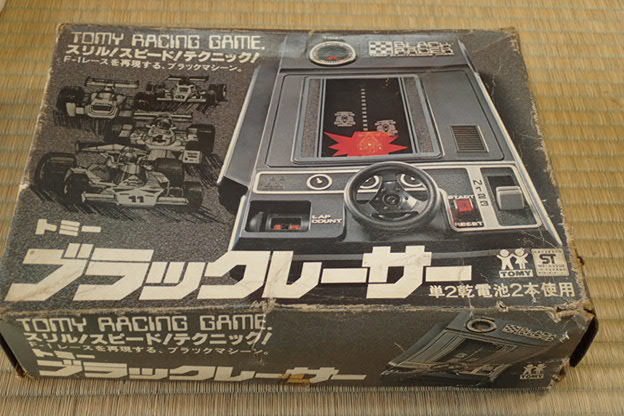 TOMY RACING GAME.
スリル!スピード!テクニック!
F-1レースを再現する、ブラックマシーン。
11
LAP
COUNT
START
RESET
トミー
ブラックレーサー
TOMY
ST
単2乾電池2本使用
TOMY RACING GAME.
スリル!スピード!テクニック!
F-1レースを再現する、ブラックマシーン。
トミー
ブラックレーサー